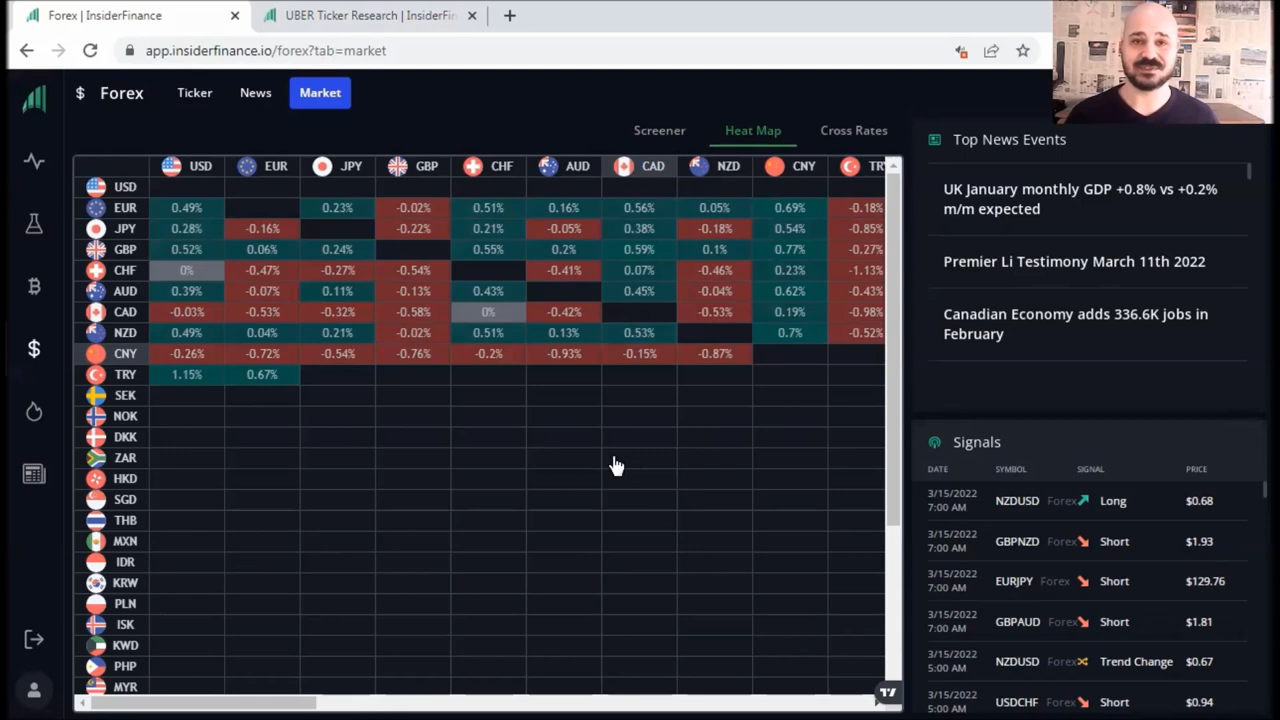 Forex | InsiderFinance
UBER Ticker Research | InsiderFin
app.insiderfinance.io/forex?tab=market
$ Forex Ticker News Market
Screener Heat Map Cross Rates
USD EUR JPY GBP CHF AUD CAD NZD CNY TR
USD
EUR 0.49% 0.23% -0.02% 0.51% 0.16% 0.56% 0.05% 0.69% -0.18%
JPY 0.28% -0.16% -0.22% 0.21% -0.05% 0.38% -0.18% 0.54% -0.85%
GBP 0.52% 0.06% 0.24% 0.55% 0.2% 0.59% 0.1% 0.77% -0.27%
CHF 0% -0.47% -0.27% -0.54% -0.41% 0.07% -0.46% 0.23% -1.13%
AUD 0.39% -0.07% 0.11% -0.13% 0.43% 0.45% -0.04% 0.62% -0.43%
CAD -0.03% -0.53% -0.32% -0.58% 0% -0.42% -0.53% 0.19% -0.98%
NZD 0.49% 0.04% 0.21% -0.02% 0.51% 0.13% 0.53% 0.7% -0.52%
CNY -0.26% -0.72% -0.54% -0.76% -0.2% -0.93% -0.15% -0.87%
TRY 1.15% 0.67%
SEK
NOK
DKK
ZAR
HKD
SGD
THB
MXN
IDR
KRW
PLN
ISK
KWD
PHP
MYR
Top News Events
UK January monthly GDP +0.8% vs +0.2%
m/m expected
Premier Li Testimony March 11th 2022
Canadian Economy adds 336.6K jobs in
February
Signals
DATE SYMBOL SIGNAL PRICE
3/15/2022
7:00 AM
NZDUSD Forex Long $0.68
3/15/2022
7:00 AM
GBPNZD Forex Short $1.93
3/15/2022
7:00 AM
EURJPY Forex Short $129.76
3/15/2022
7:00 AM
GBPAUD Forex Short $1.81
3/15/2022
5:00 AM
NZDUSD Forex Trend Change $0.67
3/15/2022
5:00 AM
USDCHF Forex Short $0.94